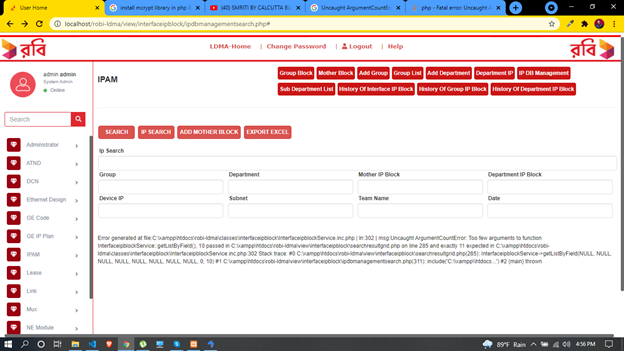 User Home
install mcrypt library in php 8
(40) SMRITI BY CALCUTTA BL
Uncaught ArgumentCountErro
php - Fatal error: Uncaught A
localhost/robi-ldma/view/interfaceipblock/ipdbmanagementsearch.php#
রবি
LDMA-Home | Change Password | Logout | Help
রবি
admin admin
System Admin
Online
Search
Administrator
ATND
DCN
Ethernet Design
GE Code
GE IP Plan
IPAM
Lease
Link
Mux
NE Module
IPAM
Group Block
Mother Block
Add Group
Group List
Add Department
Department IP
IP DB Management
Sub Department List
History Of Interface IP Block
History Of Group IP Block
History Of Department IP Block
SEARCH
IP SEARCH
ADD MOTHER BLOCK
EXPORT EXCEL
Ip Search
Group
Department
Mother IP Block
Department IP Block
Device IP
Subnet
Team Name
Date
Error generated at file:C:\xampp\htdocs\robi-ldma\classes\interfaceipblock\InterfaceipblockService.inc.php | ln:302 | msg:Uncaught ArgumentCountError: Too few arguments to function
InterfaceipblockService::getListByField(), 10 passed in C:\xampp\htdocs\robi-ldma\view\interfaceipblock\searchresultgrid.php on line 285 and exactly 11 expected in C:\xampp\htdocs\robi-
ldma\classes\interfaceipblock\InterfaceipblockService.inc.php:302 Stack trace: #0 C:\xampp\htdocs\robi-ldma\view\interfaceipblock\searchresultgrid.php(285): InterfaceipblockService->getListByField(NULL, NULL,
NULL, NULL, NULL, NULL, NULL, NULL, 0, 10) #1 C:\xampp\htdocs\robi-ldma\view\interfaceipblock\ipdbmanagementsearch.php(311): include('C:\\xampp\\htdocs...') #2 {main} thrown
89°F Rain
4:56 PM